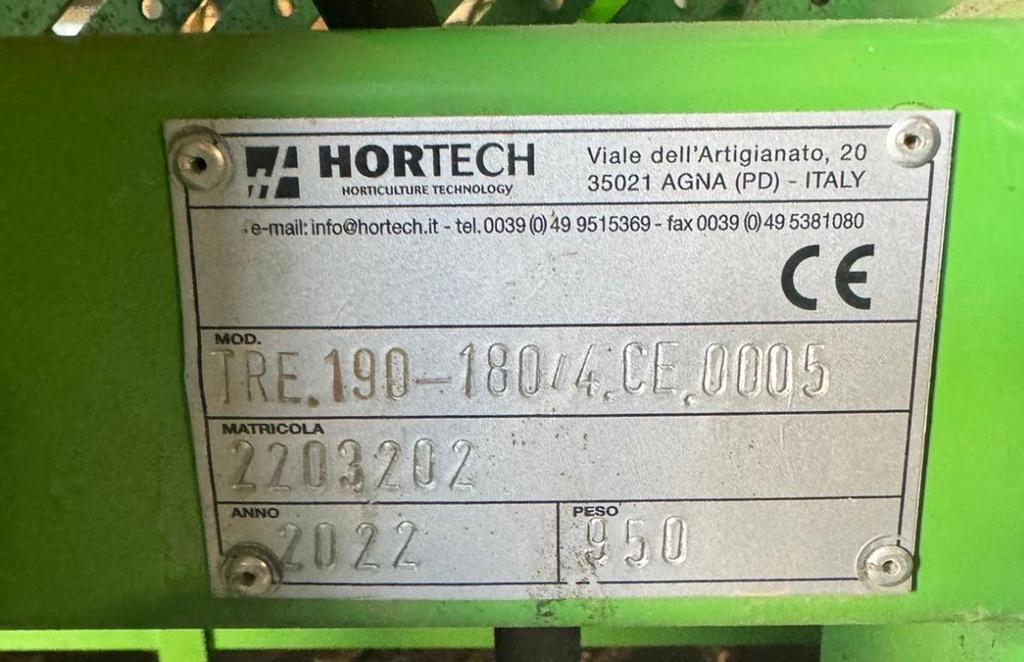 HORTECH
HORTICULTURE TECHNOLOGY
Viale dell'Artigianato, 20
35021 AGNA (PD) - ITALY
e-mail: info@hortech.it - tel. 0039 (0) 49 9515369 - fax 0039 (0) 49 5381080
CE
MOD.
TRE.190-180/4.CE.0005
MATRICOLA
2203202
ANNO
2022
PESO
950